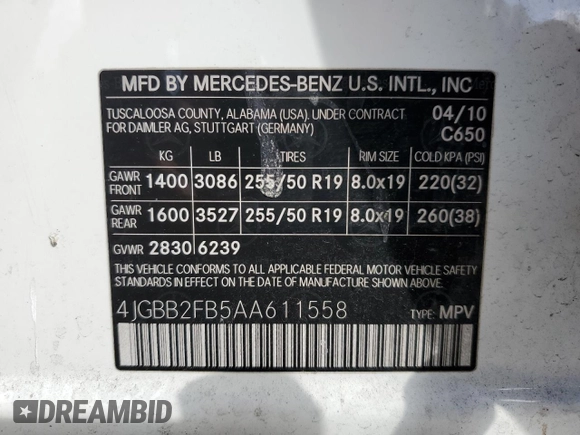 MFD BY MERCEDES-BENZ U.S. INTL., INC
TUSCALOOSA COUNTY, ALABAMA (USA). UNDER CONTRACT 04/10
FOR DAIMLER AG, STUTTGART (GERMANY) C650
KG LB TIRES RIM SIZE COLD KPA (PSI)
GAWR FRONT 1400 3086 255/50 R19 8.0x19 220(32)
GAWR REAR 1600 3527 255/50 R19 8.0x19 260(38)
GVWR 2830 6239
THIS VEHICLE CONFORMS TO ALL APPLICABLE FEDERAL MOTOR VEHICLE SAFETY
STANDARDS IN EFFECT ON THE DATE OF MANUFACTURE SHOWN ABOVE.
4JGBB2FB5AA611558 TYPE: MPV
DREAMBID